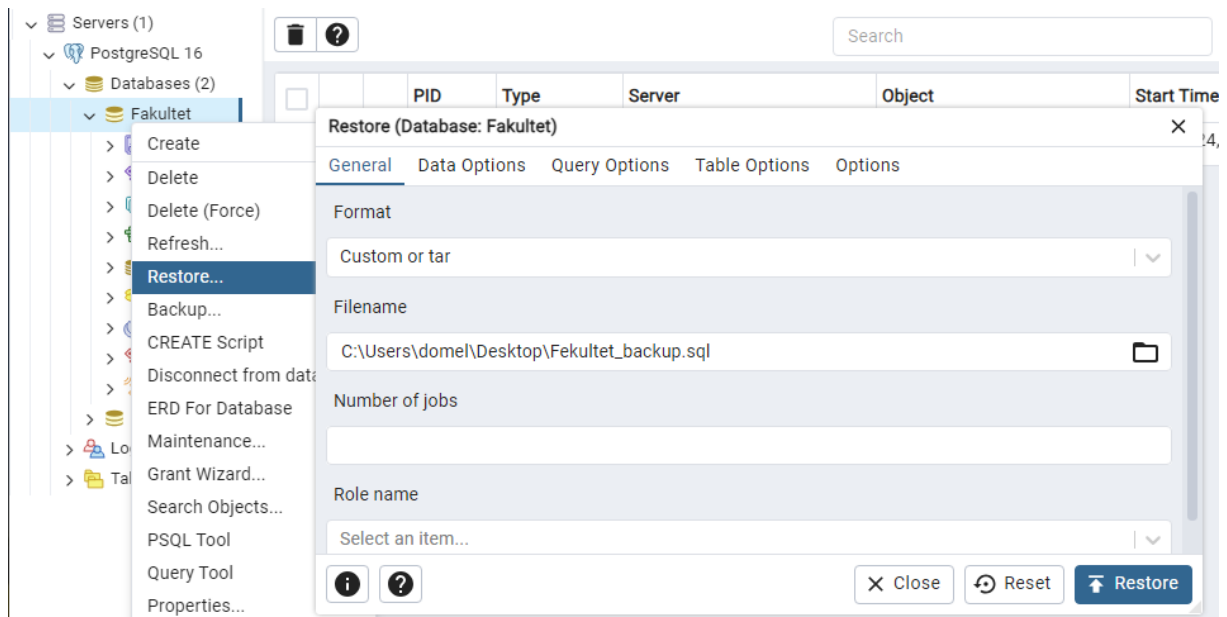 Servers (1)
PostgreSQL 16
Databases (2)
Fakultet
Create
Delete
Delete (Force)
Refresh...
Restore...
Backup...
CREATE Script
Disconnect from data
ERD For Database
Maintenance...
Grant Wizard...
Search Objects...
PSQL Tool
Query Tool
Properties...
Lo
Tal
Search
PID Type Server Object Start Time
24,
Restore (Database: Fakultet)
General Data Options Query Options Table Options Options
Format
Custom or tar
Filename
C:\Users\domel\Desktop\Fekultet_backup.sql
Number of jobs
Role name
Select an item...
Close Reset Restore